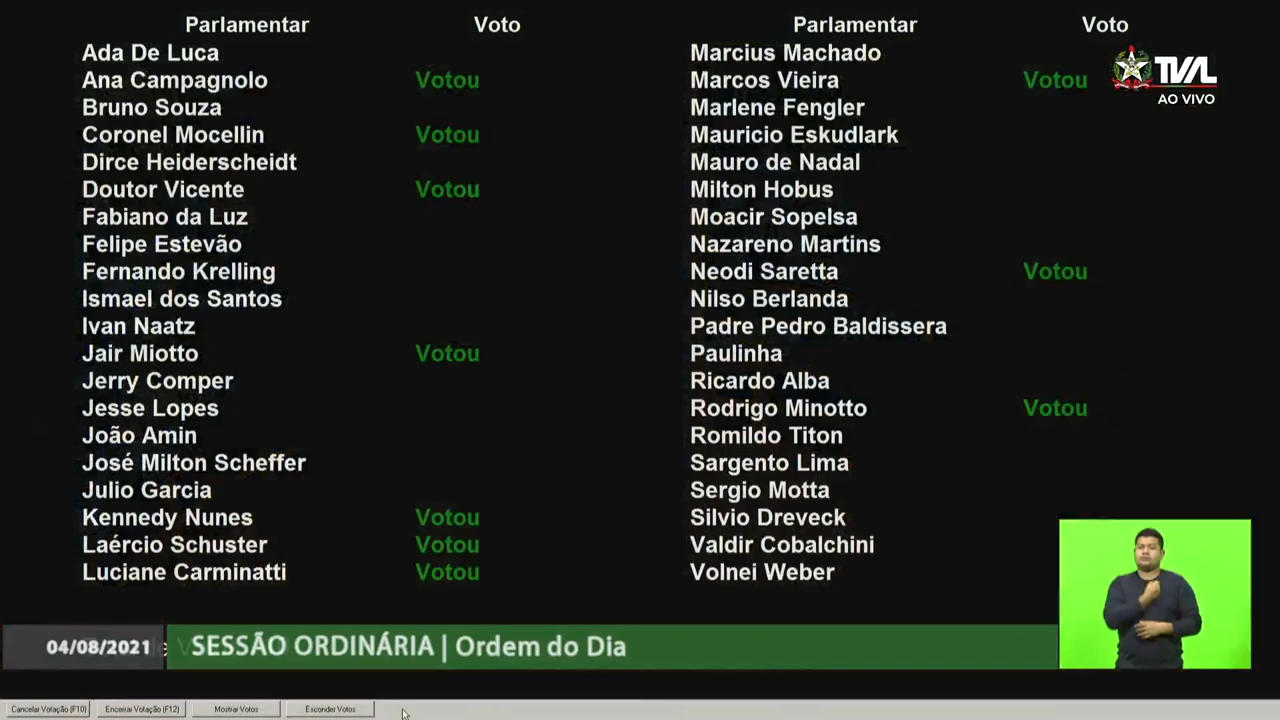 Parlamentar Voto
Ada De Luca
Ana Campagnolo Votou
Bruno Souza
Coronel Mocellin Votou
Dirce Heiderscheidt
Doutor Vicente Votou
Fabiano da Luz
Felipe Estevão
Fernando Krelling
Ismael dos Santos
Ivan Naatz
Jair Miotto Votou
Jerry Comper
Jesse Lopes
João Amin
José Milton Scheffer
Julio Garcia
Kennedy Nunes Votou
Laércio Schuster Votou
Luciane Carminatti Votou
Parlamentar Voto
Marcius Machado
Marcos Vieira Votou
Marlene Fengler
Mauricio Eskudlark
Mauro de Nadal
Milton Hobus
Moacir Sopelsa
Nazareno Martins
Neodi Saretta Votou
Nilso Berlanda
Padre Pedro Baldissera
Paulinha
Ricardo Alba
Rodrigo Minotto Votou
Romildo Titon
Sargento Lima
Sergio Motta
Silvio Dreveck
Valdir Cobalchini
Volnei Weber
TVAL
AO VIVO
04/08/2021 SESSÃO ORDINÁRIA | Ordem do Dia
Cancelar Votação (F10) Encerrar Votação (F12) Mostrar Votos Esconder Votos